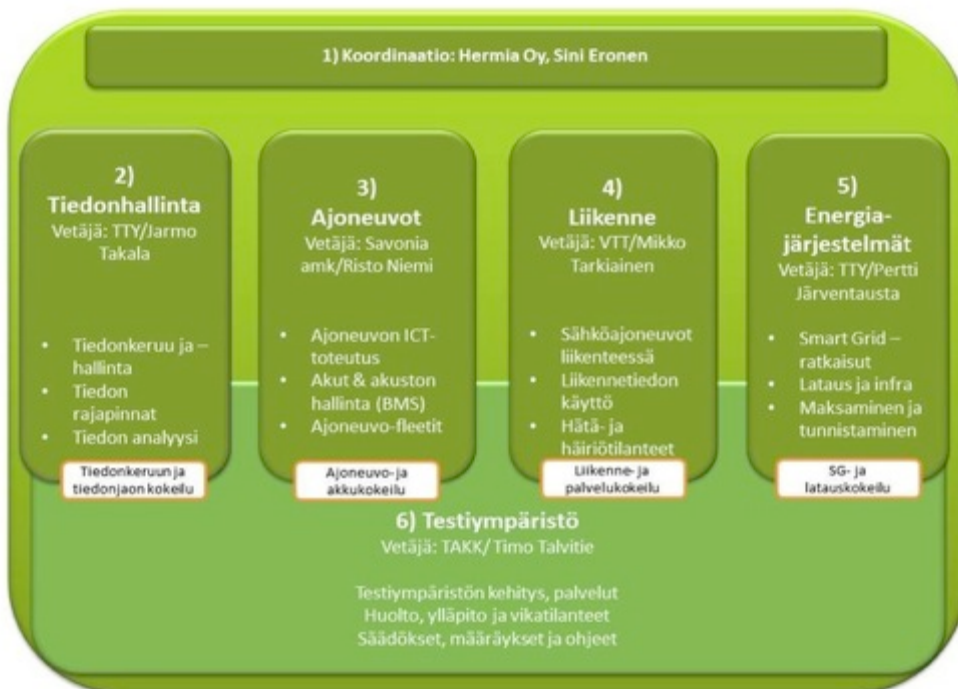 1) Koordinaatio: Hermia Oy, Sini Eronen
2)
Tiedonhallinta
Vetäjä: TTY/Jarmo
Takala
• Tiedonkeruu ja –
hallinta
• Tiedon
rajapinnat
• Tiedon analyysi
Tiedonkeruun ja
tiedonjaon kokeilu
3)
Ajoneuvot
Vetäjä: Savonia
amk/Risto Niemi
• Ajoneuvon ICT-
toteutus
• Akut & akuston
hallinta (BMS)
• Ajoneuvo-fleetit
Ajoneuvo- ja
akkukokeilu
4)
Liikenne
Vetäjä: VTT/Mikko
Tarkiainen
• Sähköajoneuvot
liikenteessä
• Liikennetiedon
käyttö
• Hätä- ja
häiriötilanteet
Liikenne- ja
palvelukokeilu
5)
Energia-
järjestelmät
Vetäjä: TTY/Pertti
Järventausta
• Smart Grid –
ratkaisut
• Lataus ja infra
• Maksaminen ja
tunnistaminen
SG- ja
latauskokeilu
6) Testiympäristö
Vetäjä: TAKK/ Timo Talvitie
Testiympäristön kehitys, palvelut
Huolto, ylläpito ja vikatilanteet
Säädökset, määräykset ja ohjeet